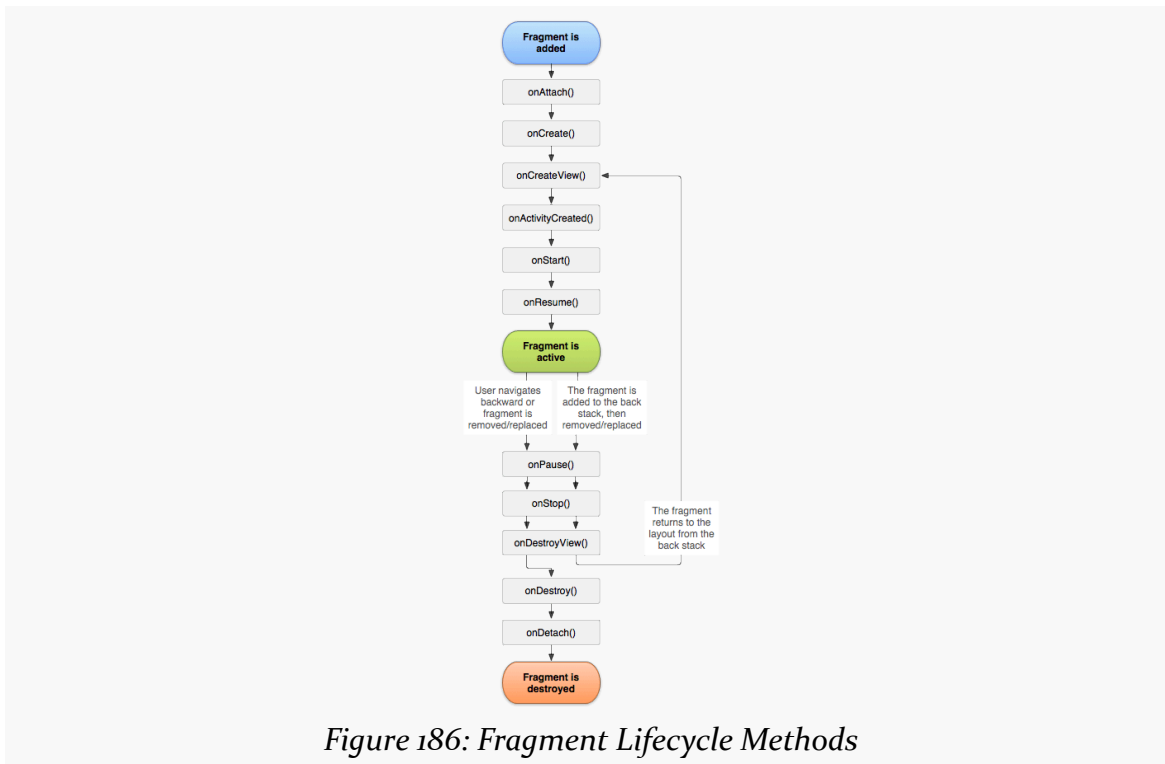 Fragment is
added
onAttach()
onCreate()
onCreateView()
onActivityCreated()
onStart()
onResume()
Fragment is
active
User navigates
backward or
fragment is
removed/replaced
The fragment is
added to the back
stack, then
removed/replaced
onPause()
onStop()
The fragment
returns to the
layout from the
back stack
onDestroyView()
onDestroy()
onDetach()
Fragment is
destroyed
Figure 186: Fragment Lifecycle Methods